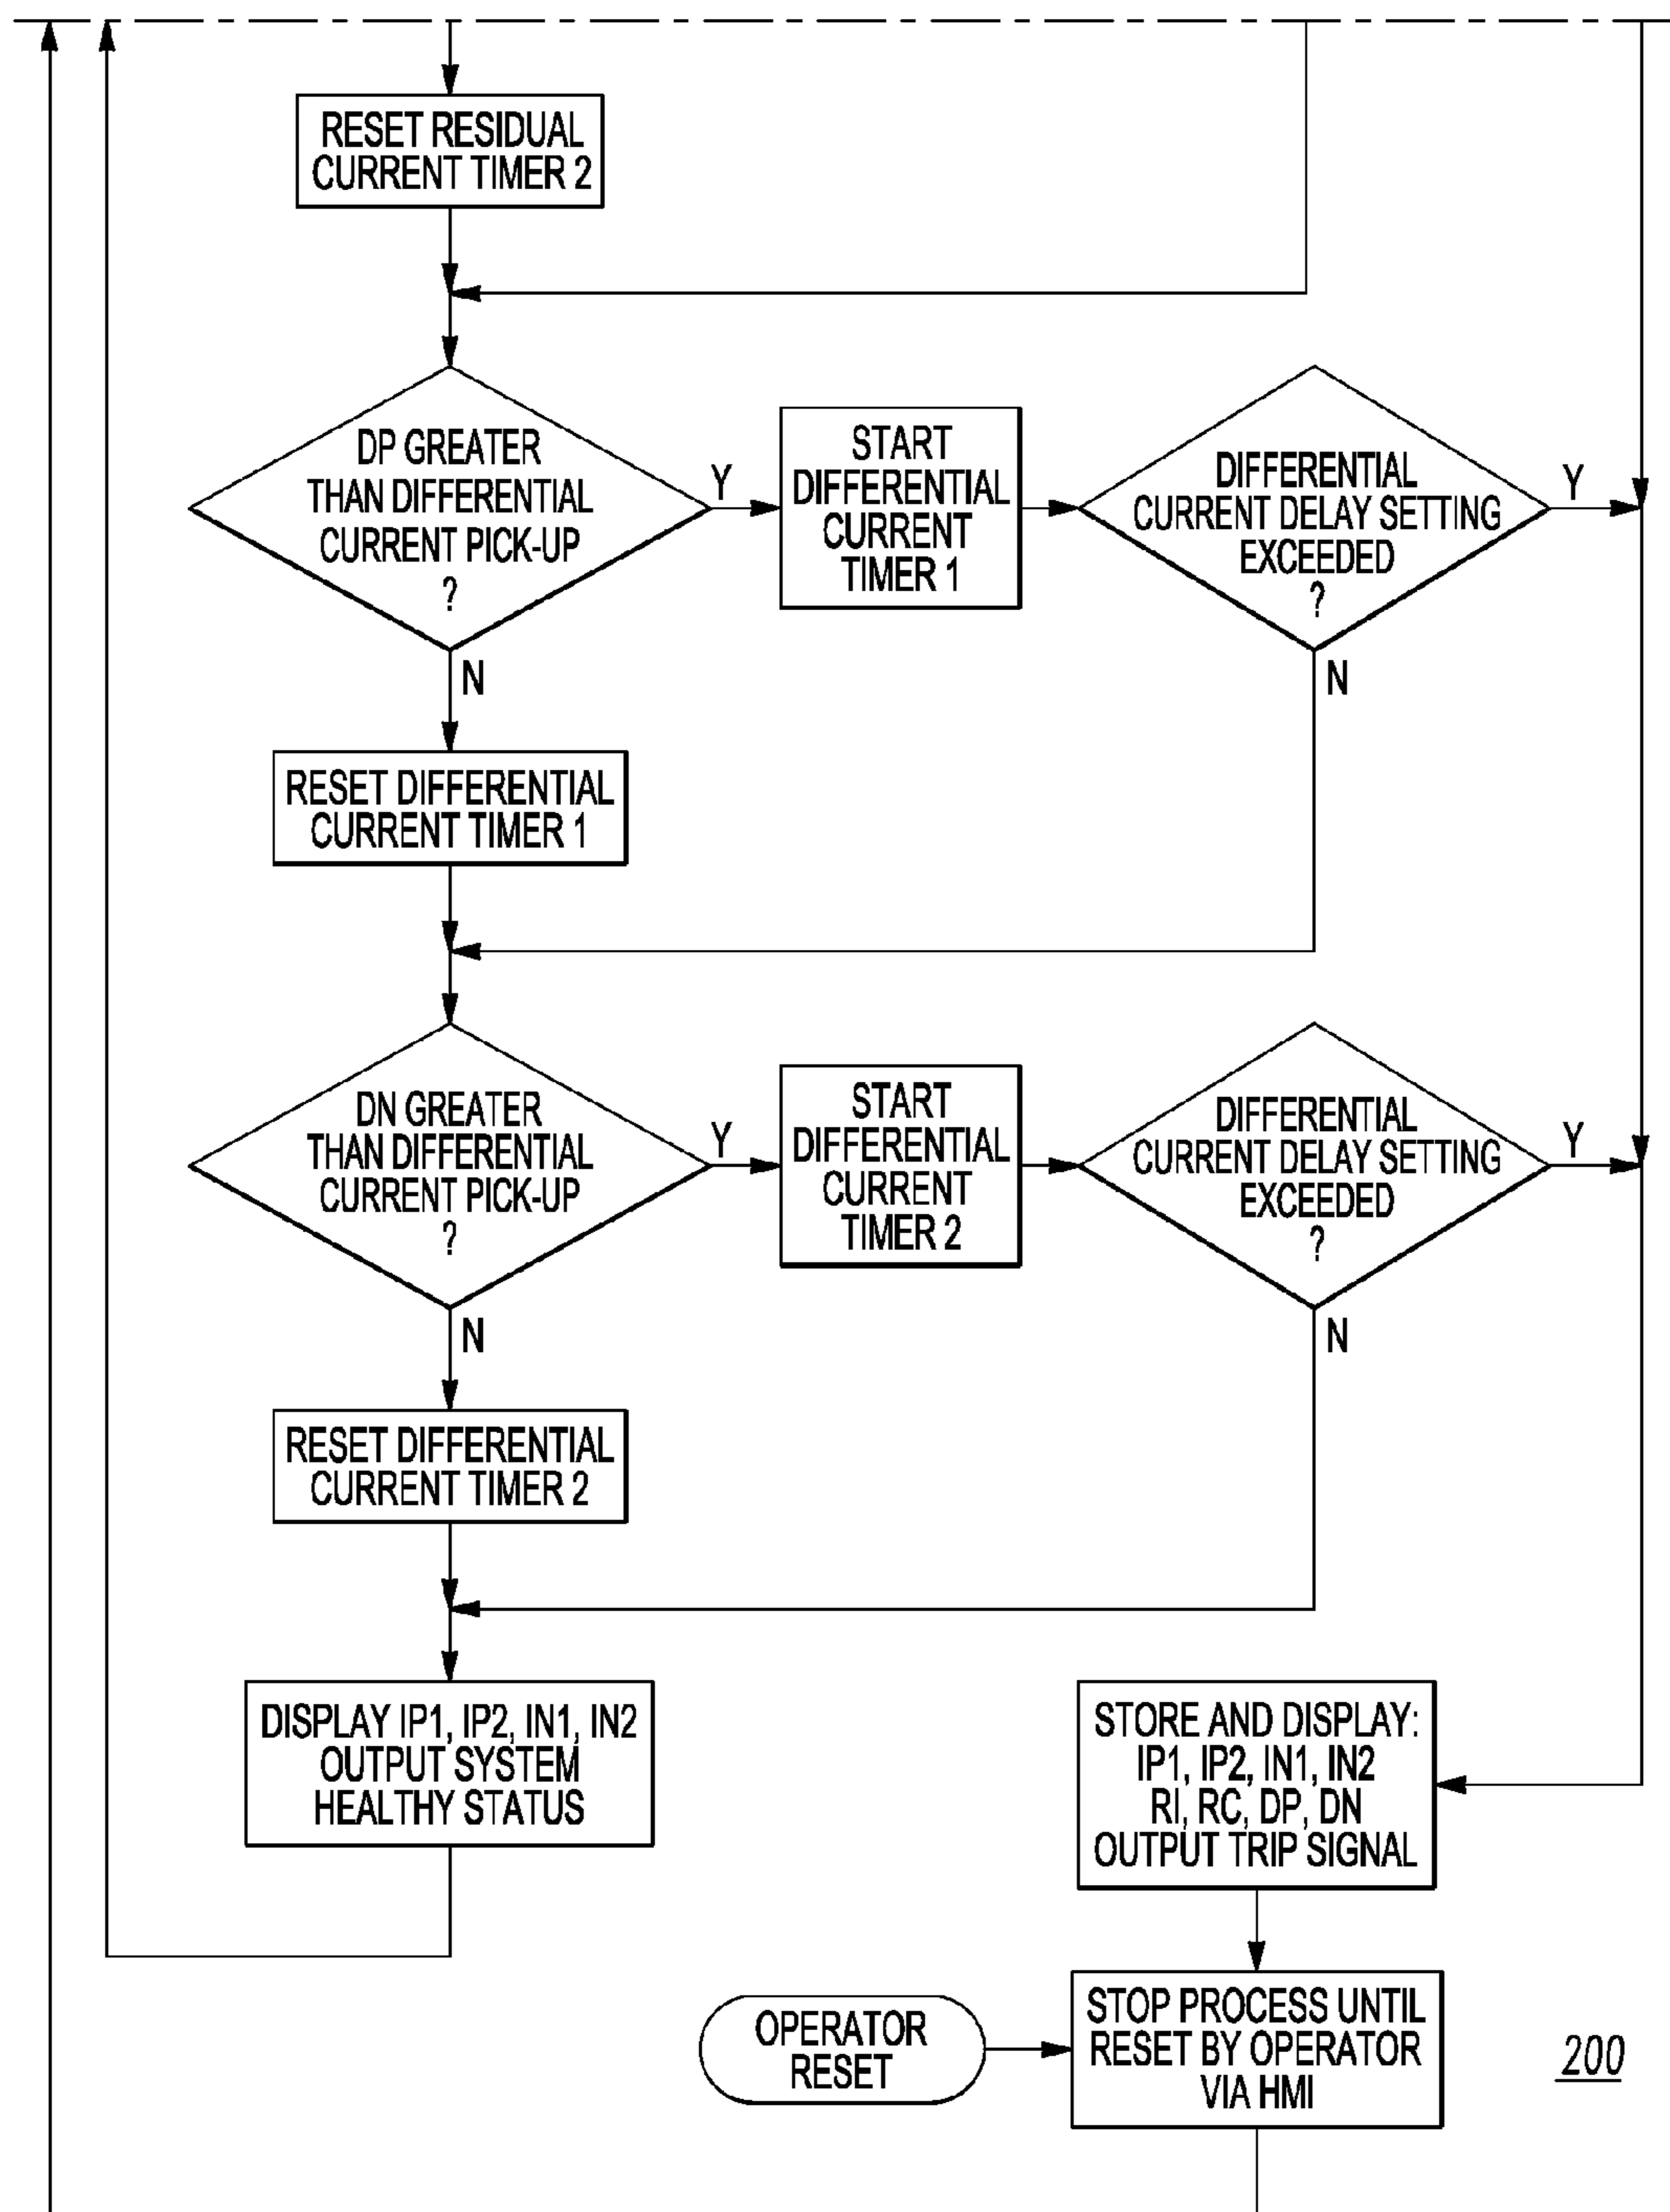 RESET RESIDUAL
CURRENT TIMER 2
DP GREATER
THAN DIFFERENTIAL
CURRENT PICK-UP
?
Y
N
START
DIFFERENTIAL
CURRENT
TIMER 1
DIFFERENTIAL
CURRENT DELAY SETTING
EXCEEDED
?
Y
N
RESET DIFFERENTIAL
CURRENT TIMER 1
DN GREATER
THAN DIFFERENTIAL
CURRENT PICK-UP
?
Y
N
START
DIFFERENTIAL
CURRENT
TIMER 2
DIFFERENTIAL
CURRENT DELAY SETTING
EXCEEDED
?
Y
N
RESET DIFFERENTIAL
CURRENT TIMER 2
DISPLAY IP1, IP2, IN1, IN2
OUTPUT SYSTEM
HEALTHY STATUS
STORE AND DISPLAY:
IP1, IP2, IN1, IN2
RI, RC, DP, DN
OUTPUT TRIP SIGNAL
OPERATOR
RESET
STOP PROCESS UNTIL
RESET BY OPERATOR
VIA HMI
200